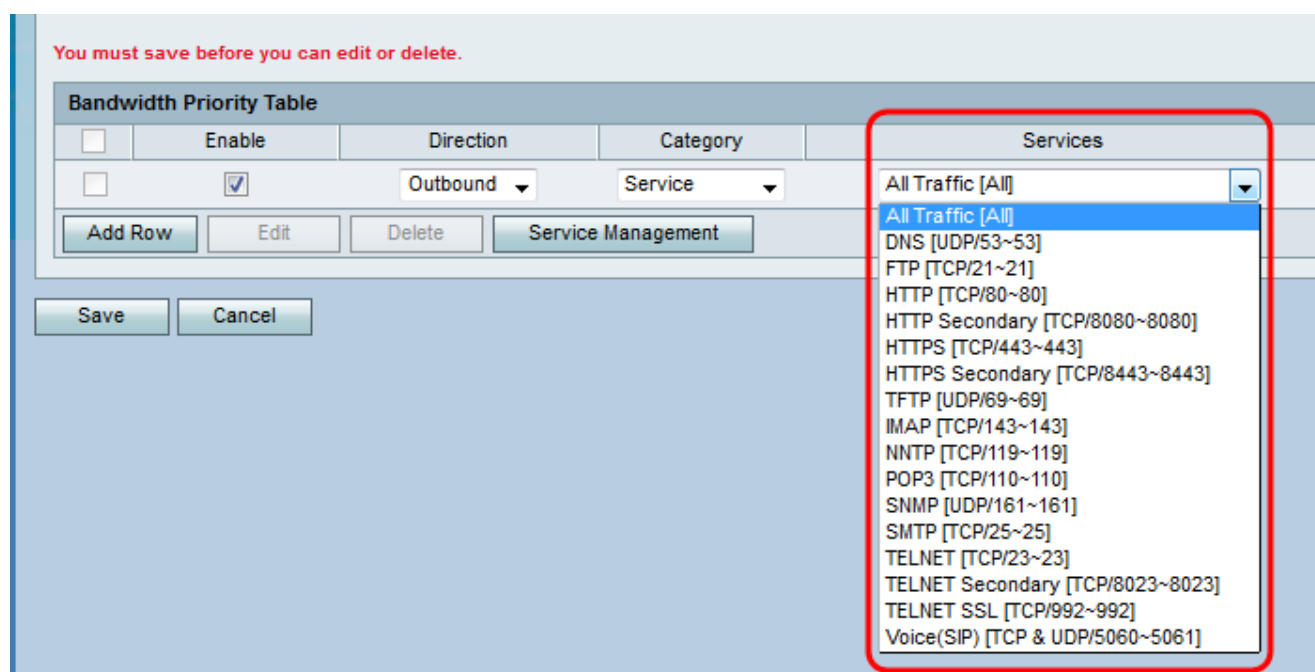 You must save before you can edit or delete.
Bandwidth Priority Table
Enable Direction Category Services
Outbound Service All Traffic [All]
All Traffic [All]
Add Row Edit Delete Service Management
DNS [UDP/53~53]
FTP [TCP/21~21]
HTTP [TCP/80~80]
Save Cancel
HTTP Secondary [TCP/8080~8080]
HTTPS [TCP/443~443]
HTTPS Secondary [TCP/8443~8443]
TFTP [UDP/69~69]
IMAP [TCP/143~143]
NNTP [TCP/119~119]
POP3 [TCP/110~110]
SNMP [UDP/161~161]
SMTP [TCP/25~25]
TELNET [TCP/23~23]
TELNET Secondary [TCP/8023~8023]
TELNET SSL [TCP/992~992]
Voice(SIP) [TCP & UDP/5060~5061]